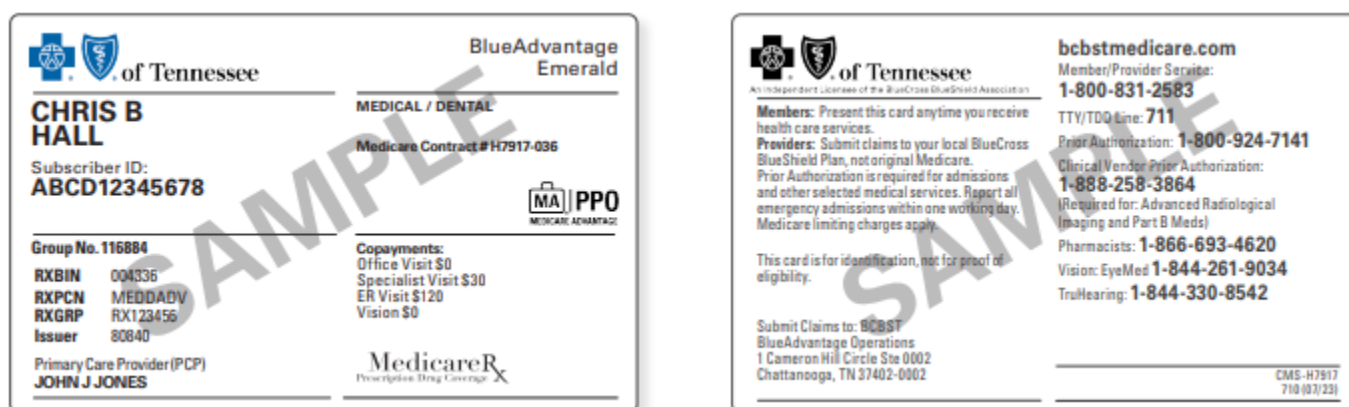 of Tennessee
BlueAdvantage
Emerald
CHRIS B
HALL
Subscriber ID:
ABCD12345678
MEDICAL / DENTAL
Medicare Contract # H7917-036
MA PPO
MEDICARE ADVANTAGE
Group No. 116884
RXBIN 004336
RXPCN MEDDADV
RXGRP RX123456
Issuer 80840
Primary Care Provider (PCP)
JOHN J JONES
Copayments:
Office Visit $0
Specialist Visit $30
ER Visit $120
Vision $0
MedicareRx
Prescription Drug Coverage
SAMPLE
of Tennessee
An Independent Licensee of the BlueCross BlueShield Association
Members: Present this card anytime you receive
health care services.
Providers: Submit claims to your local BlueCross
BlueShield Plan, not original Medicare.
Prior Authorization is required for admissions
and other selected medical services. Report all
emergency admissions within one working day.
Medicare limiting charges apply.
This card is for identification, not for proof of
eligibility.
Submit Claims to: BCBST
BlueAdvantage Operations
1 Cameron Hill Circle Ste 0002
Chattanooga, TN 37402-0002
bcbstmedicare.com
Member/Provider Service:
1-800-831-2583
TTY/TDD Line: 711
Prior Authorization: 1-800-924-7141
Clinical Vendor Prior Authorization:
1-888-258-3864
(Required for: Advanced Radiological
Imaging and Part B Meds)
Pharmacists: 1-866-693-4620
Vision: EyeMed 1-844-261-9034
TruHearing: 1-844-330-8542
CMS-H7917
710 (07/23)
SAMPLE